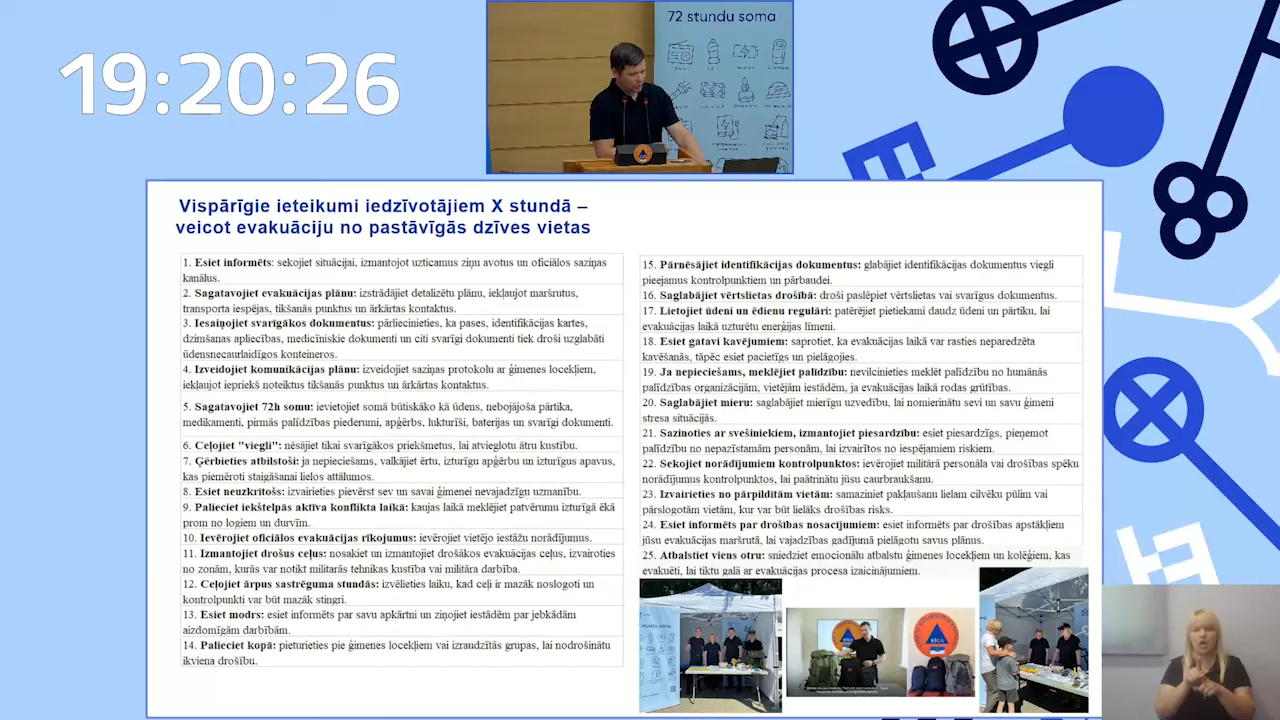 19:20:26
72 stundu soma
Vispārīgie ieteikumi iedzīvotājiem X stundā –
veicot evakuāciju no pastāvīgās dzīves vietas
1. Esiet informēts: sekojiet situācijai, izmantojot uzticamus ziņu avotus un oficiālos saziņas
kanālus.
2. Sagatavojiet evakuācijas plānu: izstrādājiet detalizētu plānu, iekļaujot maršrutus,
transporta iespējas, tikšanās punktus un ārkārtas kontaktus.
3. Iesaiņojiet svarīgākos dokumentus: pārliecinieties, ka pases, identifikācijas kartes,
dzimšanas apliecības, medicīniskie dokumenti un citi svarīgi dokumenti tiek droši uzglabāti
ūdensnecaurlaidīgos konteineros.
4. Izveidojiet komunikācijas plānu: izveidojiet saziņas protokolu ar ģimenes locekļiem,
iekļaujot iepriekš noteiktus tikšanās punktus un ārkārtas kontaktus.
5. Sagatavojiet 72h somu: ievietojiet somā būtiskāko kā ūdens, nebojājoša pārtika,
medikamenti, pirmās palīdzības piederumi, apģērbs, lukturīši, baterijas un svarīgi dokumenti.
6. Ceļojiet "viegli": nēsājiet tikai svarīgākos priekšmetus, lai atvieglotu ātru kustību.
7. Ģērbieties atbilstoši: ja nepieciešams, valkājiet ērtu, izturīgu apģērbu un izturīgus apavus,
kas piemēroti staigāšanai lielos attālumos.
8. Esiet neuzkrītošs: izvairieties pievērst sev un savai ģimenei nevajadzīgu uzmanību.
9. Palieciet iekštelpās aktīva konflikta laikā: kaujas laikā meklējiet patvērumu izturīgā ēkā
prom no logiem un durvīm.
10. Ievērojiet oficiālos evakuācijas rīkojumus: ievērojiet vietējo iestāžu norādījumus.
11. Izmantojiet drošus ceļus: nosakiet un izmantojiet drošākos evakuācijas ceļus, izvairoties
no zonām, kurās var notikt militārās tehnikas kustība vai militāra darbība.
12. Ceļojiet ārpus sastrēguma stundās: izvēlieties laiku, kad ceļi ir mazāk noslogoti un
kontrolpunkti var būt mazāk stingri.
13. Esiet modrs: esiet informēts par savu apkārtni un ziņojiet iestādēm par jebkādām
aizdomīgām darbībām.
14. Palieciet kopā: pieturieties pie ģimenes locekļiem vai izraudzītās grupas, lai nodrošinātu
ikviena drošību.
15. Pārnēsājiet identifikācijas dokumentus: glabājiet identifikācijas dokumentus viegli
pieejamus kontrolpunktiem un pārbaudei.
16. Saglabājiet vērtslietas drošībā: droši paslēpiet vērtslietas vai svarīgus dokumentus.
17. Lietojiet ūdeni un ēdienu regulāri: patērējiet pietiekami daudz ūdeni un pārtiku, lai
evakuācijas laikā uzturētu enerģijas līmeni.
18. Esiet gatavi kavējumiem: saprotiet, ka evakuācijas laikā var rasties neparedzēta
kavēšanās, tāpēc esiet pacietīgs un pielāgojies.
19. Ja nepieciešams, meklējiet palīdzību: nevilcinieties meklēt palīdzību no humānās
palīdzības organizācijām, vietējām iestādēm, ja evakuācijas laikā rodas grūtības.
20. Saglabājiet mieru: saglabājiet mierīgu uzvedību, lai nomierinātu sevi un savu ģimeni
stresa situācijās.
21. Sazinoties ar svešiniekiem, izmantojiet piesardzību: esiet piesardzīgs, pieņemot
palīdzību no nepazīstamām personām, lai izvairītos no iespējamiem riskiem.
22. Sekojiet norādījumiem kontrolpunktos: ievērojiet militārā personāla vai drošības spēku
norādījumus kontrolpunktos, lai paātrinātu jūsu caurbraukšanu.
23. Izvairieties no pārpildītām vietām: samaziniet pakļaušanu lielam cilvēku pūlim vai
pārslogotām vietām, kur var būt lielāks drošības risks.
24. Esiet informēts par drošības nosacījumiem: esiet informēts par drošības apstākļiem
jūsu evakuācijas maršrutā, lai vajadzības gadījumā pielāgotu savus plānus.
25. Atbalstiet viens otru: sniedziet emocionālu atbalstu ģimenes locekļiem un kolēģiem, kas
evakuēti, lai tiktu galā ar evakuācijas procesa izaicinājumiem.
RĪGA